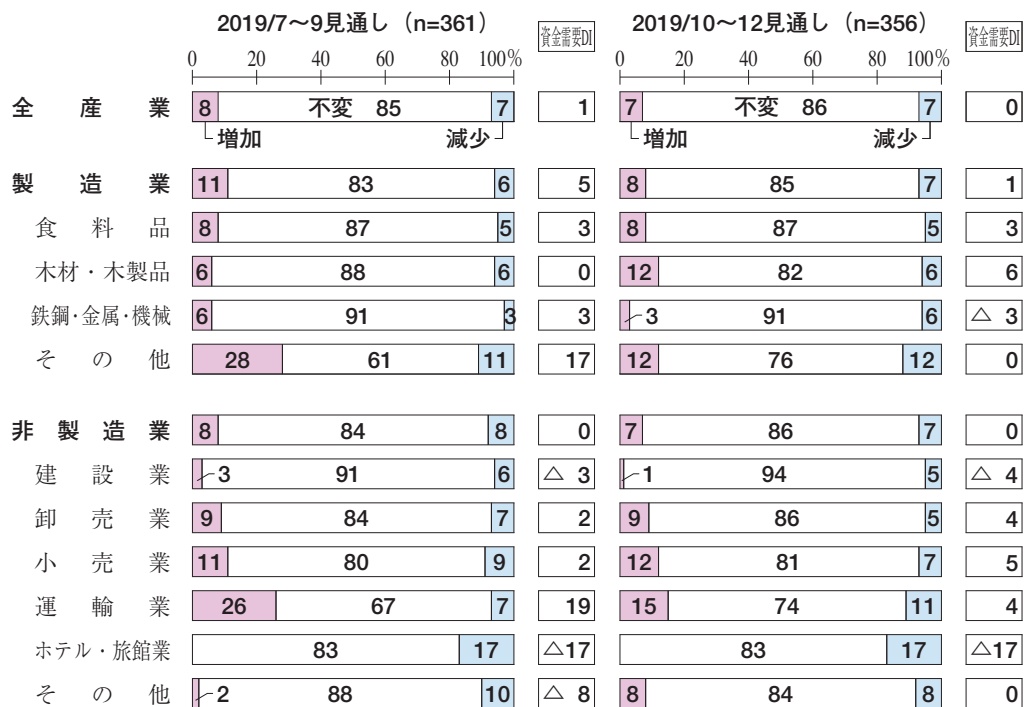 2019/7～9見通し（n=361） 資金需要DI 2019/10～12見通し（n=356） 資金需要DI
0 20 40 60 80 100% 0 20 40 60 80 100%
全産業 8 不変 85 7 1 7 不変 86 7 0
増加 減少 増加 減少
製造業 11 83 6 5 8 85 7 1
食料品 8 87 5 3 8 87 5 3
木材・木製品 6 88 6 0 12 82 6 6
鉄鋼・金属・機械 6 91 3 3 3 91 6 △ 3
その他 28 61 11 17 12 76 12 0
非製造業 8 84 8 0 7 86 7 0
建設業 3 91 6 △ 3 1 94 5 △ 4
卸売業 9 84 7 2 9 86 5 4
小売業 11 80 9 2 12 81 7 5
運輸業 26 67 7 19 15 74 11 4
ホテル・旅館業 83 17 △17 83 17 △17
その他 2 88 10 △ 8 8 84 8 0